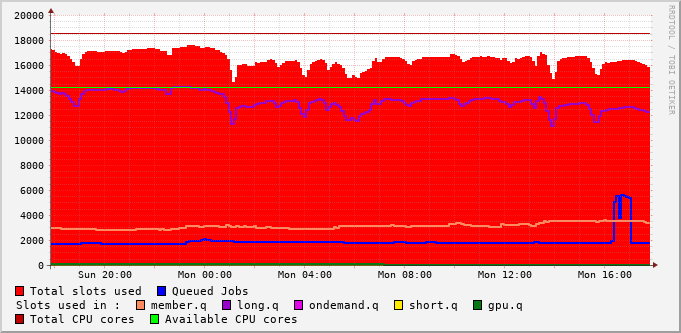 20000
18000
16000
14000
12000
10000
8000
6000
4000
2000
0
Sun 20:00 Mon 00:00 Mon 04:00 Mon 08:00 Mon 12:00 Mon 16:00
RRDTOOL / TOBI OETIKER
Total slots used Queued Jobs
Slots used in : member.q long.q ondemand.q short.q gpu.q
Total CPU cores Available CPU cores